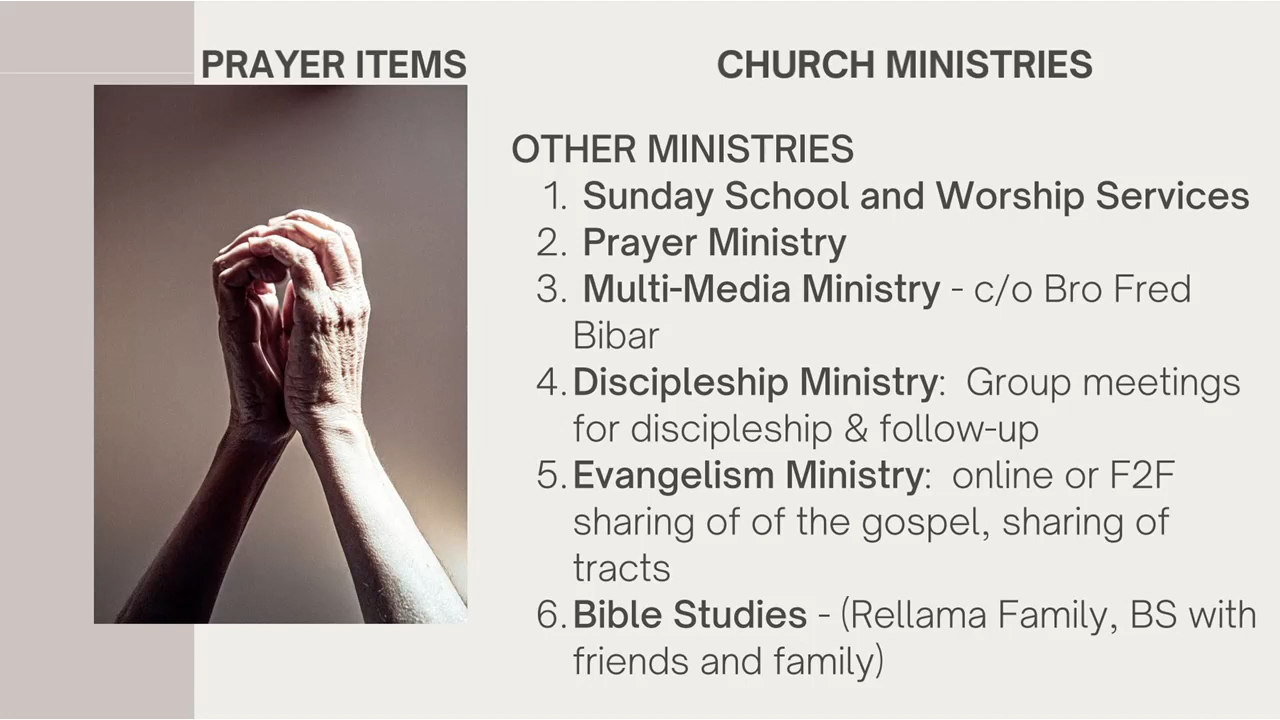 PRAYER ITEMS
CHURCH MINISTRIES
OTHER MINISTRIES
1. Sunday School and Worship Services
2. Prayer Ministry
3. Multi-Media Ministry - c/o Bro Fred
Bibar
4. Discipleship Ministry: Group meetings
for discipleship & follow-up
5. Evangelism Ministry: online or F2F
sharing of of the gospel, sharing of
tracts
6. Bible Studies - (Rellama Family, BS with
friends and family)